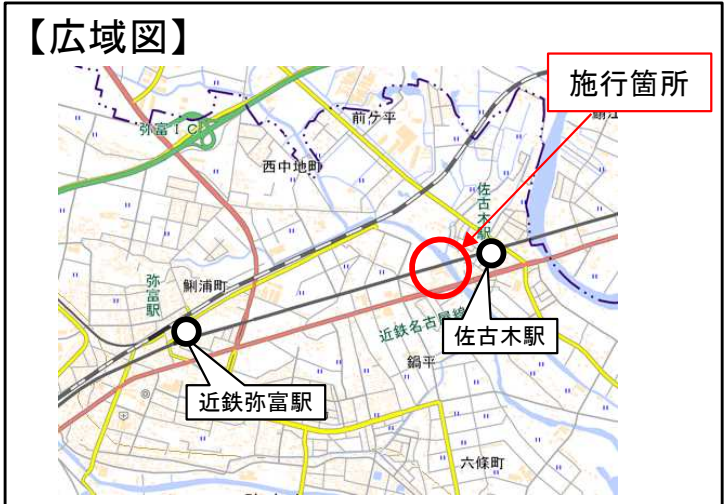 【広域図】
施行箇所
弥富IC
前ケ平
西中地町
佐古木駅
弥富駅
鯏浦町
近鉄名古屋線
佐古木駅
鍋平
近鉄弥富駅
六條町